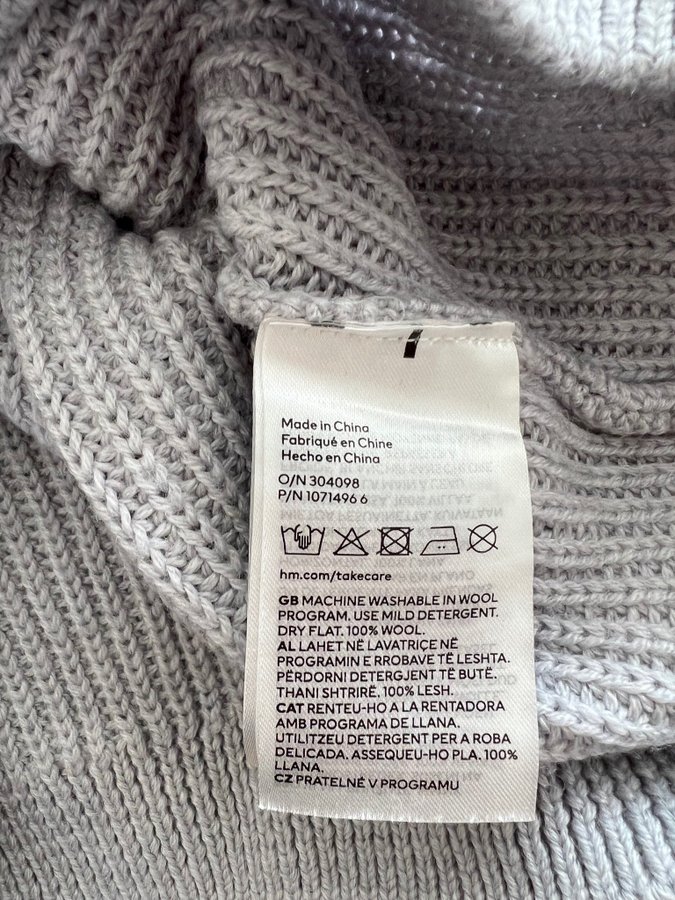 Made in China
Fabriqué en Chine
Hecho en China
O/N 304098
P/N 1071496 6
hm.com/takecare
GB MACHINE WASHABLE IN WOOL
PROGRAM. USE MILD DETERGENT.
DRY FLAT. 100% WOOL.
AL LAHET NË LAVATRIÇE NË
PROGRAMIN E RROBAVE TË LESHTA.
PËRDORNI DETERGJENT TË BUTË.
THANI SHTRIRË, 100% LESH.
CAT RENTEU-HO A LA RENTADORA
AMB PROGRAMA DE LLANA.
UTILITZEU DETERGENT PER A ROBA
DELICADA. ASSEQUEU-HO PLA. 100%
LLANA.
CZ PRATELNÉ V PROGRAMU